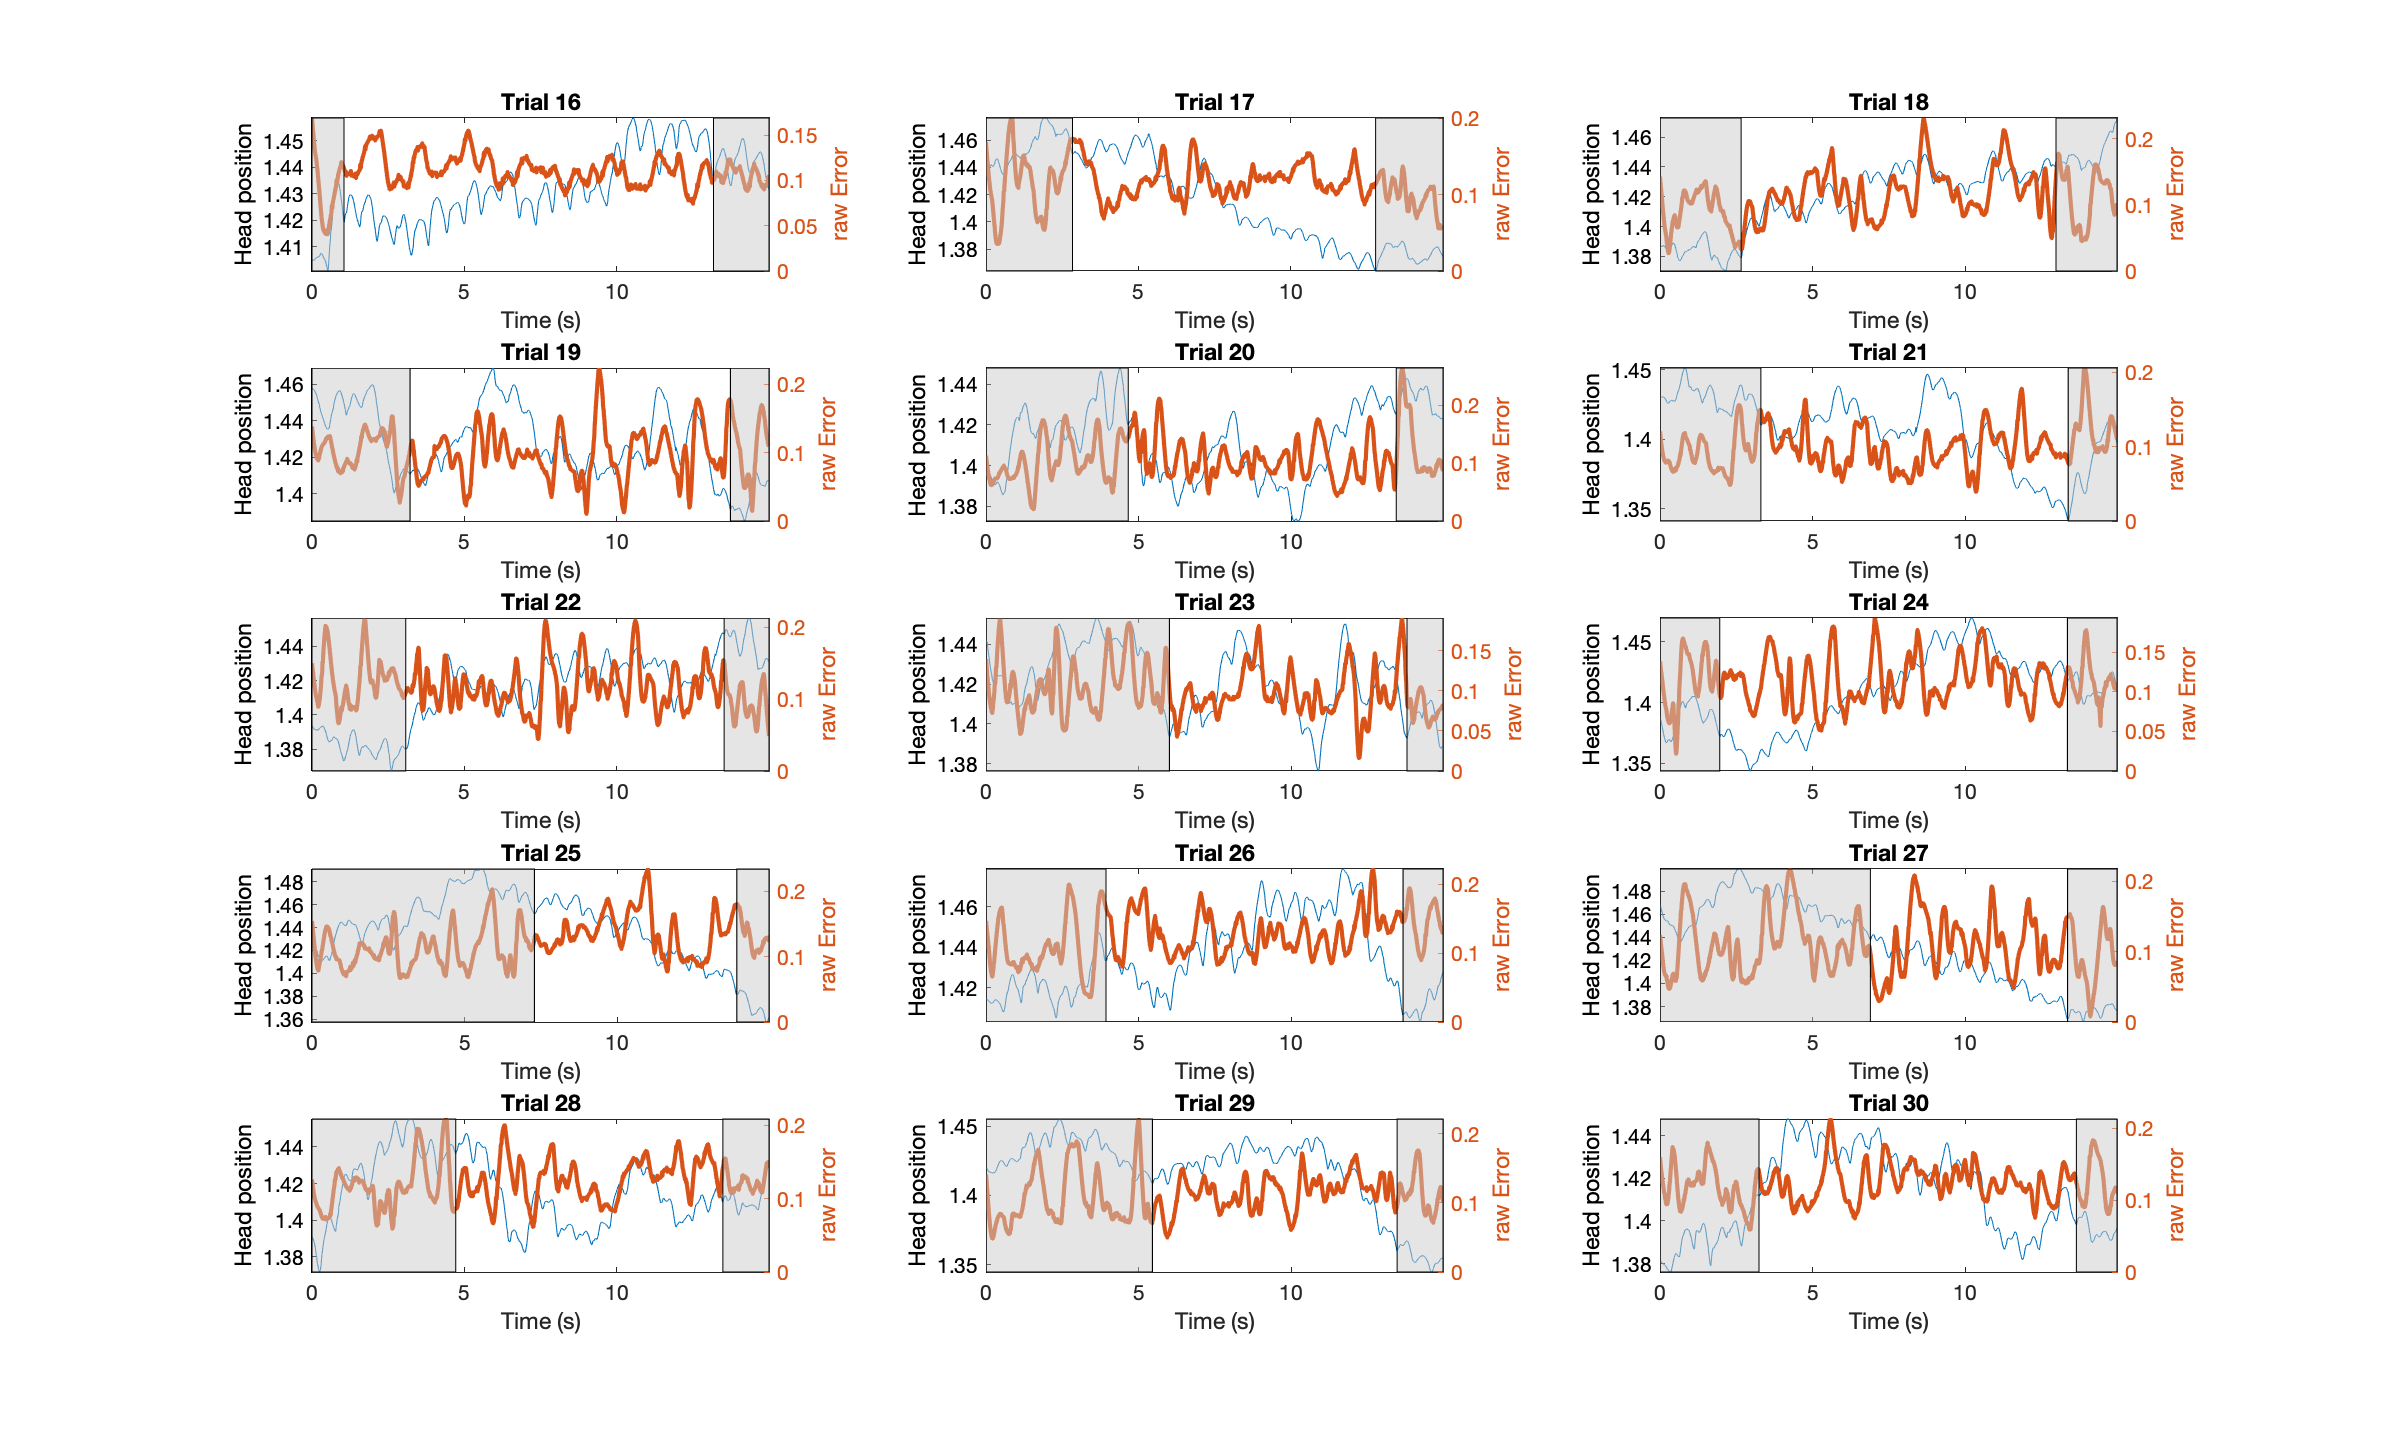 Trial 16
Head position
1.45
1.44
1.43
1.42
1.41
0.15
0.1
0.05
0
raw Error
0 5 10
Time (s)
Trial 17
Head position
1.46
1.44
1.42
1.4
1.38
0.2
0.1
0
raw Error
0 5 10
Time (s)
Trial 18
Head position
1.46
1.44
1.42
1.4
1.38
0.2
0.1
0
raw Error
0 5 10
Time (s)
Trial 19
Head position
1.46
1.44
1.42
1.4
0.2
0.1
0
raw Error
0 5 10
Time (s)
Trial 20
Head position
1.44
1.42
1.4
1.38
0.2
0.1
0
raw Error
0 5 10
Time (s)
Trial 21
Head position
1.45
1.4
1.35
0.2
0.1
0
raw Error
0 5 10
Time (s)
Trial 22
Head position
1.44
1.42
1.4
1.38
0.2
0.1
0
raw Error
0 5 10
Time (s)
Trial 23
Head position
1.44
1.42
1.4
1.38
0.15
0.1
0.05
0
raw Error
0 5 10
Time (s)
Trial 24
Head position
1.45
1.4
1.35
0.15
0.1
0.05
0
raw Error
0 5 10
Time (s)
Trial 25
Head position
1.48
1.46
1.44
1.42
1.4
1.38
1.36
0.2
0.1
0
raw Error
0 5 10
Time (s)
Trial 26
Head position
1.46
1.44
1.42
0.2
0.1
0
raw Error
0 5 10
Time (s)
Trial 27
Head position
1.48
1.46
1.44
1.42
1.4
1.38
0.2
0.1
0
raw Error
0 5 10
Time (s)
Trial 28
Head position
1.44
1.42
1.4
1.38
0.2
0.1
0
raw Error
0 5 10
Time (s)
Trial 29
Head position
1.45
1.4
1.35
0.2
0.1
0
raw Error
0 5 10
Time (s)
Trial 30
Head position
1.44
1.42
1.4
1.38
0.2
0.1
0
raw Error
0 5 10
Time (s)